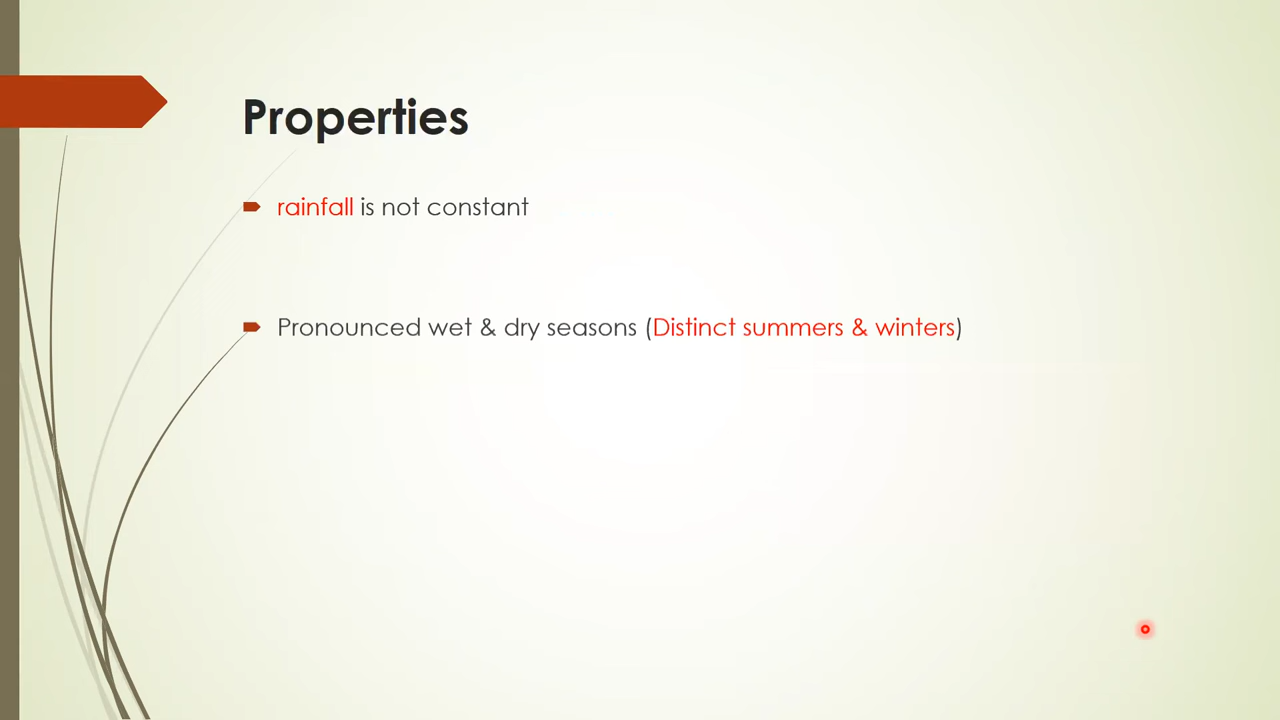 Properties
rainfall is not constant
Pronounced wet & dry seasons (Distinct summers & winters)